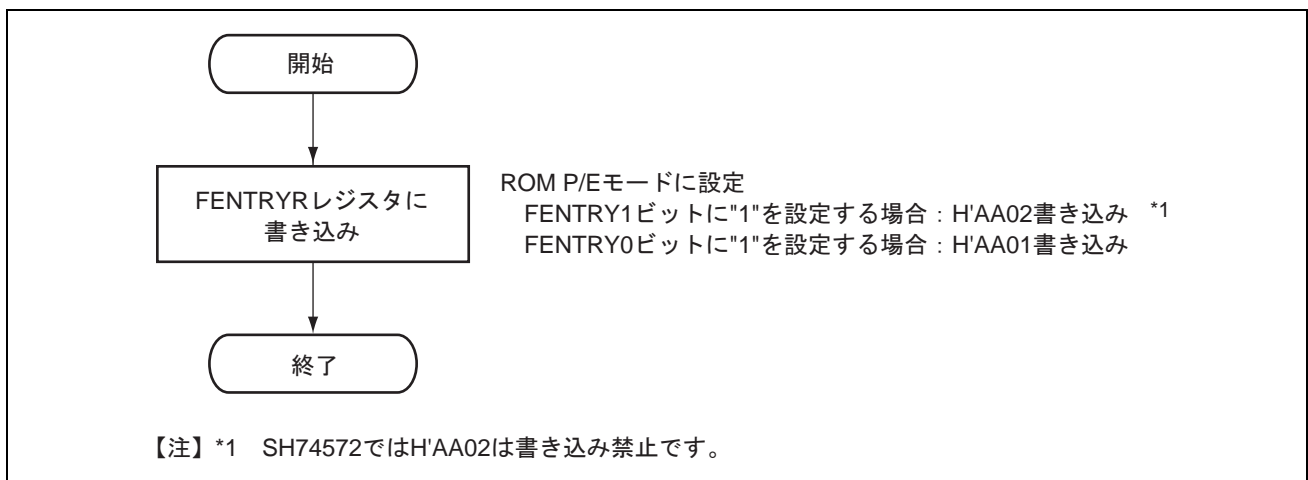 開始
FENTRYRレジスタに
書き込み
ROM P/Eモードに設定
FENTRY1ビットに"1"を設定する場合：H'AA02書き込み *1
FENTRY0ビットに"1"を設定する場合：H'AA01書き込み
終了
【注】*1 SH74572ではH'AA02は書き込み禁止です。